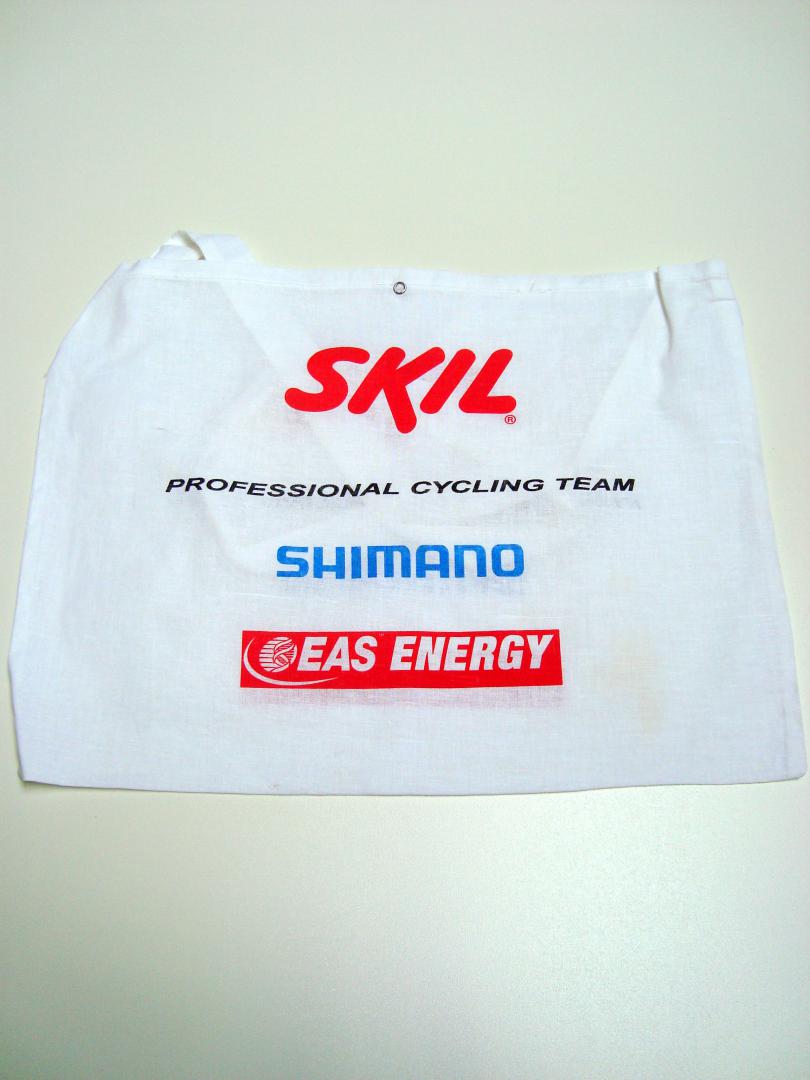 SKIL®
PROFESSIONAL CYCLING TEAM
SHIMANO
EAS ENERGY